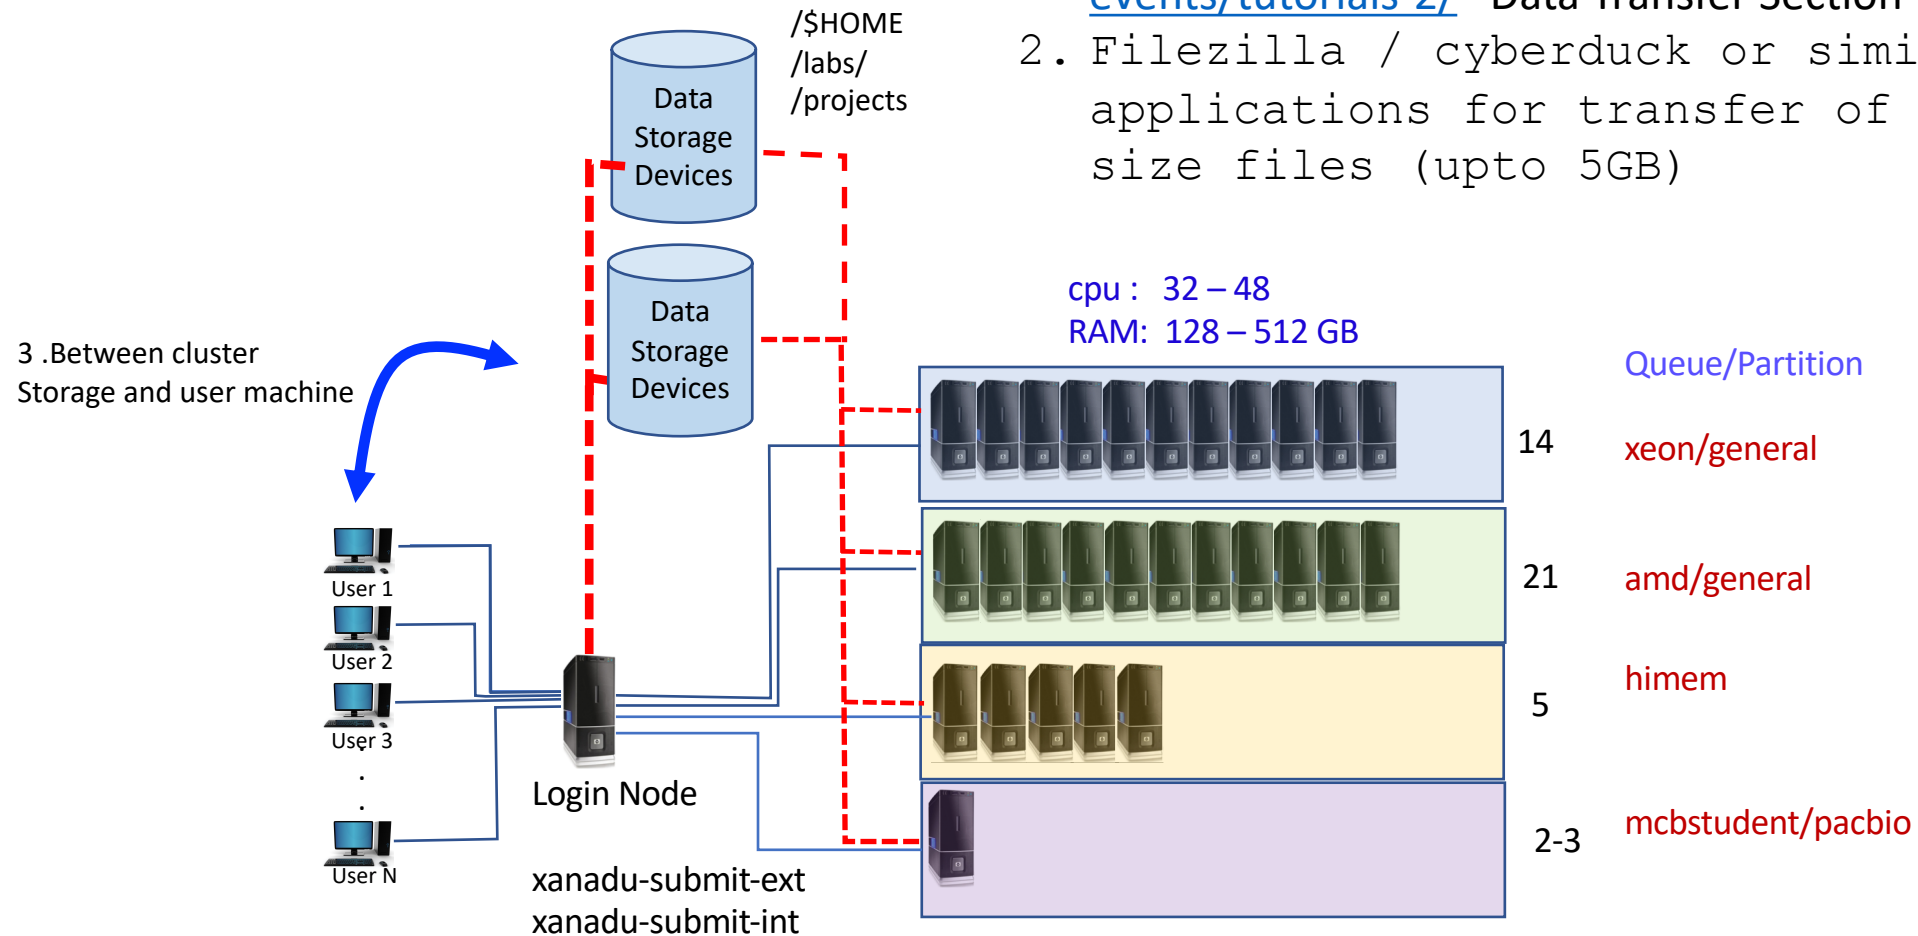 events/tutorials-2/ Data Transfer Section
2. Filezilla / cyberduck or simi
applications for transfer of
size files (upto 5GB)
/$HOME
/labs/
/projects
Data
Storage
Devices
Data
Storage
Devices
cpu : 32 – 48
RAM: 128 – 512 GB
3 .Between cluster
Storage and user machine
Queue/Partition
14
xeon/general
21
amd/general
5
himem
2-3
mcbstudent/pacbio
User 1
User 2
User 3
.
.
.
User N
Login Node
xanadu-submit-ext
xanadu-submit-int